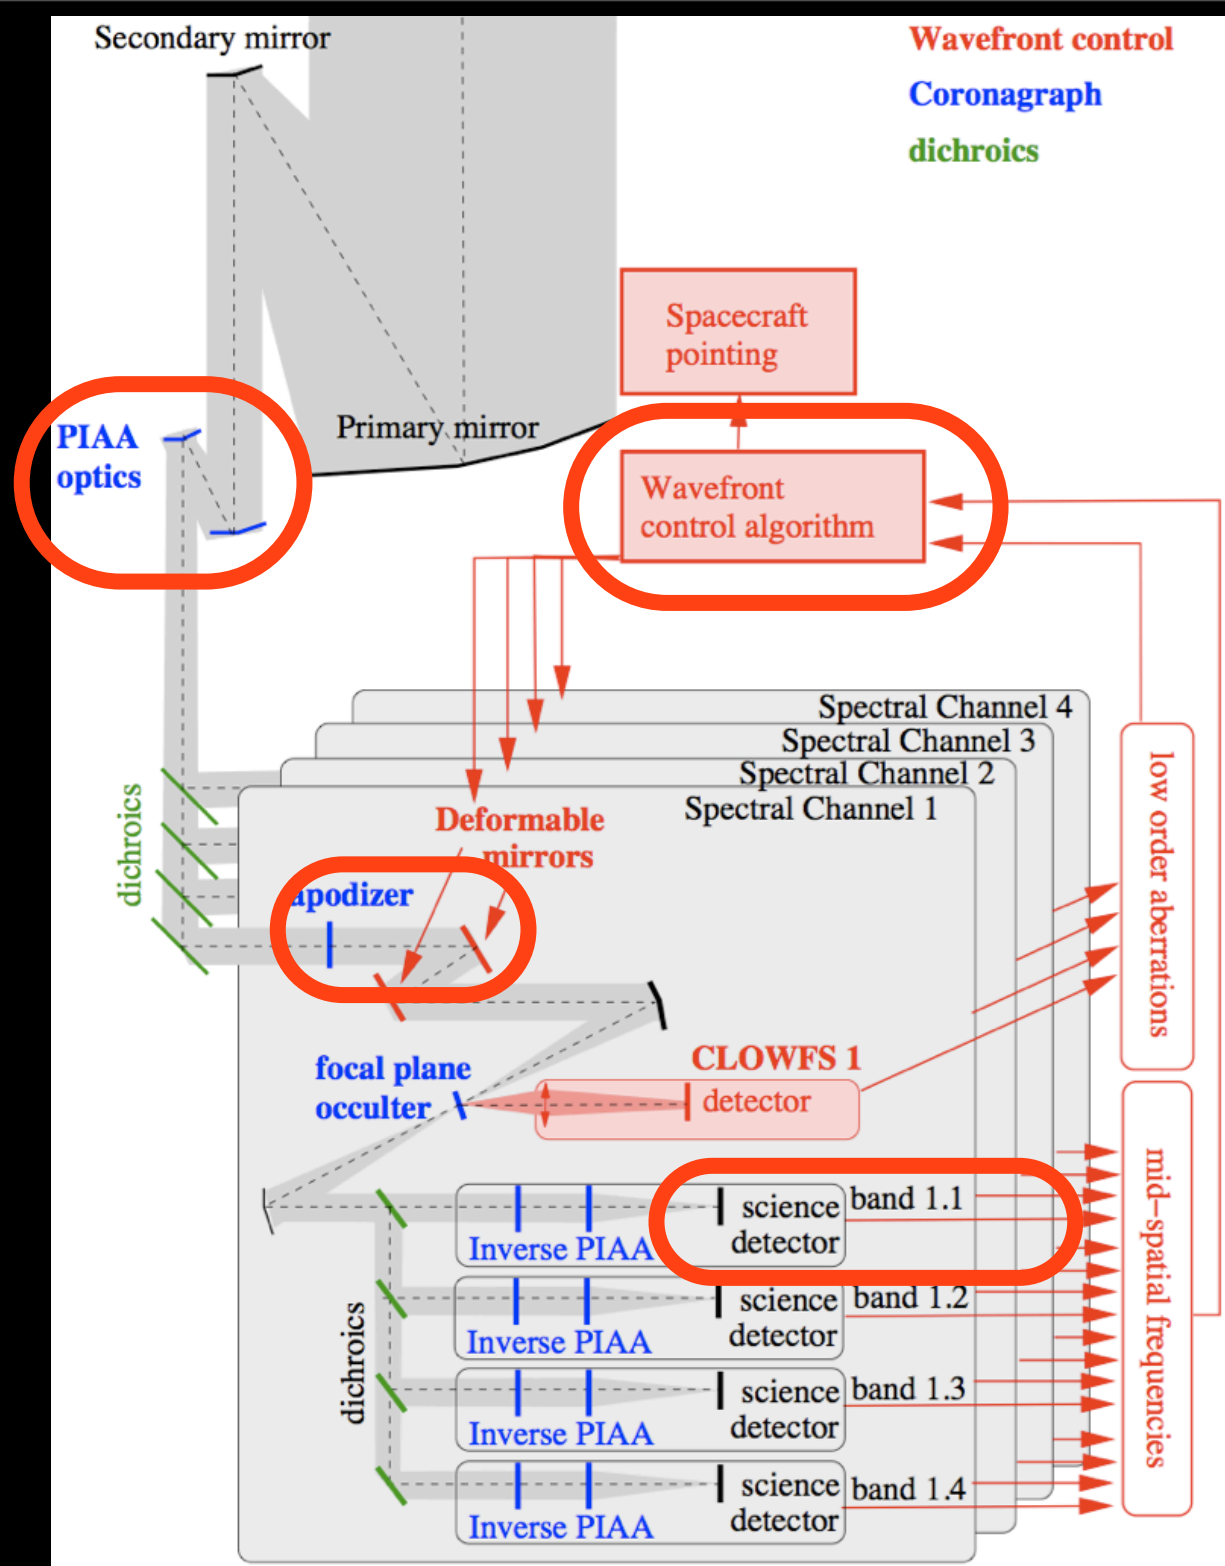 Secondary mirror
Wavefront control
Coronagraph
dichroics
Spacecraft
pointing
PIAA
optics
Primary mirror
Wavefront
control algorithm
Spectral Channel 4
Spectral Channel 3
Spectral Channel 2
Spectral Channel 1
low order aberrations
dichroics
Deformable
mirrors
apodizer
focal plane
occulter
CLOWFS 1
detector
mid-spatial frequencies
science
detector
band 1.1
Inverse PIAA
science
detector
band 1.2
Inverse PIAA
dichroics
science
detector
band 1.3
Inverse PIAA
science
detector
band 1.4
Inverse PIAA